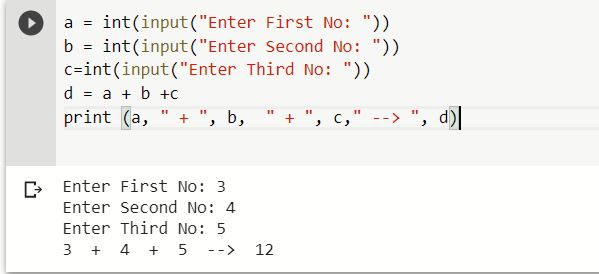 a = int(input("Enter First No: "))
b = int(input("Enter Second No: "))
c=int(input("Enter Third No: "))
d = a + b +c
print (a, " + ", b,  " + ", c," --> ", d)
Enter First No: 3
Enter Second No: 4
Enter Third No: 5
3  +  4  +  5  -->  12